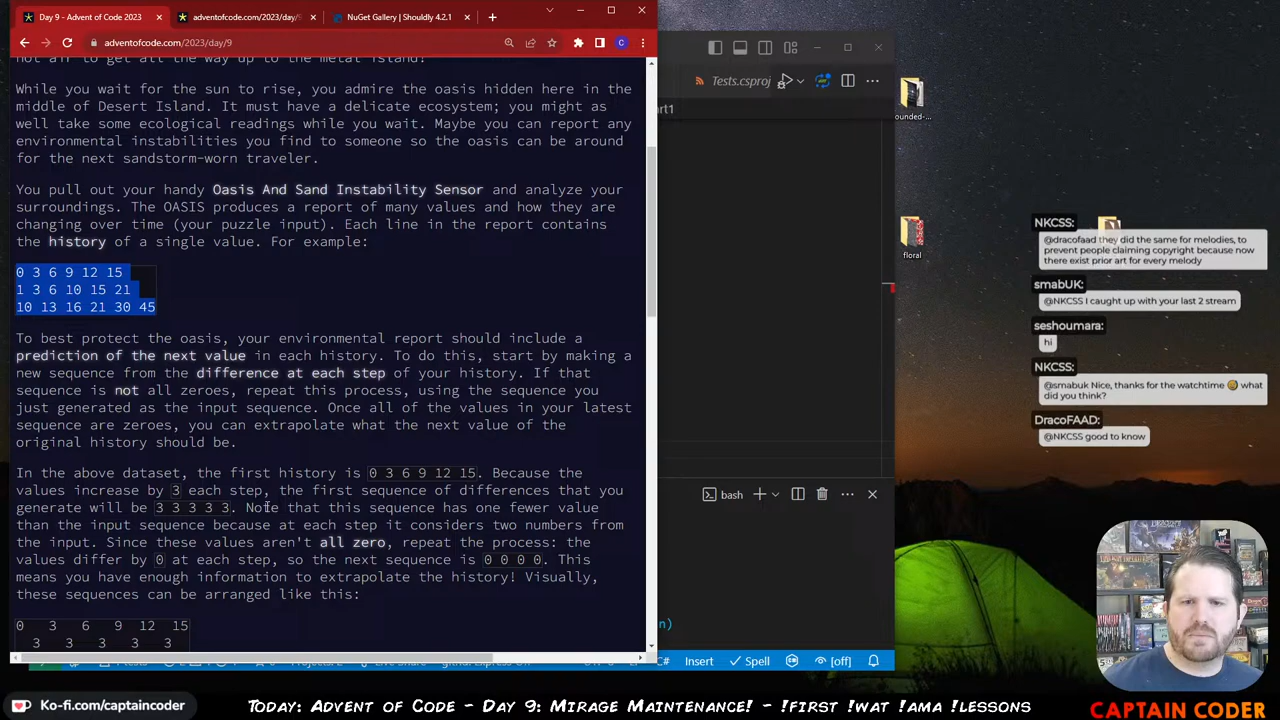 Day 9 - Advent of Code 2023
adventofcode.com/2023/day/9
NuGet Gallery | Shouldly 4.2.1
adventofcode.com/2023/day/9
not air to get all the way up to the metal island!
While you wait for the sun to rise, you admire the oasis hidden here in the
middle of Desert Island. It must have a delicate ecosystem; you might as
well take some ecological readings while you wait. Maybe you can report any
environmental instabilities you find to someone so the oasis can be around
for the next sandstorm-worn traveler.
You pull out your handy Oasis And Sand Instability Sensor and analyze your
surroundings. The OASIS produces a report of many values and how they are
changing over time (your puzzle input). Each line in the report contains
the history of a single value. For example:
0 3 6 9 12 15
1 3 6 10 15 21
10 13 16 21 30 45
To best protect the oasis, your environmental report should include a
prediction of the next value in each history. To do this, start by making a
new sequence from the difference at each step of your history. If that
sequence is not all zeroes, repeat this process, using the sequence you
just generated as the input sequence. Once all of the values in your latest
sequence are zeroes, you can extrapolate what the next value of the
original history should be.
In the above dataset, the first history is 0 3 6 9 12 15. Because the
values increase by 3 each step, the first sequence of differences that you
generate will be 3 3 3 3 3. Note that this sequence has one fewer value
than the input sequence because at each step it considers two numbers from
the input. Since these values aren't all zero, repeat the process: the
values differ by 0 at each step, so the next sequence is 0 0 0 0. This
means you have enough information to extrapolate the history! Visually,
these sequences can be arranged like this:
0 3 6 9 12 15
3 3 3 3 3
Tests.csproj
art1
bash
n)
C#
Insert
Spell
[off]
ounded-...
floral
NKCSS:
@dracofaad they did the same for melodies, to
prevent people claiming copyright because now
there exist prior art for every melody
smabUK:
@NKCSS I caught up with your last 2 stream
seshoumara:
hi
NKCSS:
@smabuk Nice, thanks for the watchtime what
did you think?
DracoFAAD:
@NKCSS good to know
Ko-fi.com/captaincoder
Today: Advent of Code - Day 9: Mirage Maintenance! - !first !wat !ama !lessons
CAPTAIN CODER